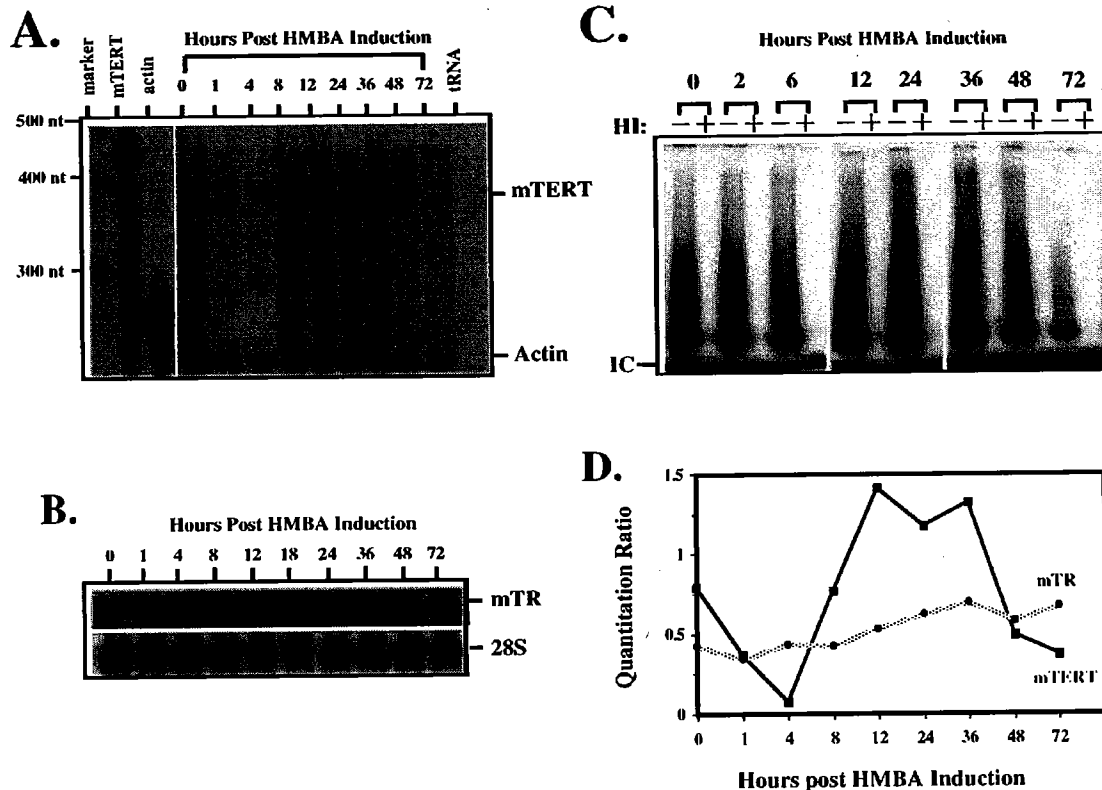 A.
Hours Post HMBA Induction
marker
mTERT
actin
0 1 4 8 12 24 36 48 72
tRNA
500 nt
400 nt
300 nt
mTERT
Actin
B.
Hours Post HMBA Induction
0 1 4 8 12 18 24 36 48 72
mTR
28S
C.
Hours Post HMBA Induction
0 2 6 12 24 36 48 72
HI: - + - + - + - + - + - + - + - +
IC
D.
Quantitation Ratio
1.5
1
0.5
0
mTR
mTERT
0 1 4 8 12 24 36 48 72
Hours post HMBA Induction